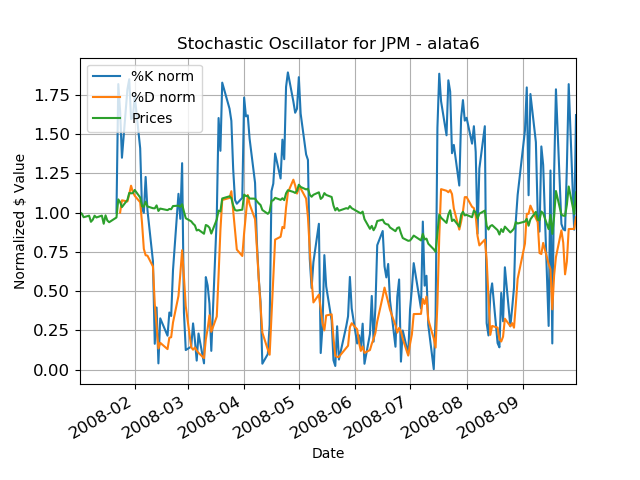 Stochastic Oscillator for JPM - alata6
%K norm
%D norm
Prices
Normalized $ Value
1.75
1.50
1.25
1.00
0.75
0.50
0.25
0.00
2008-02
2008-03
2008-04
2008-05
2008-06
2008-07
2008-08
2008-09
Date